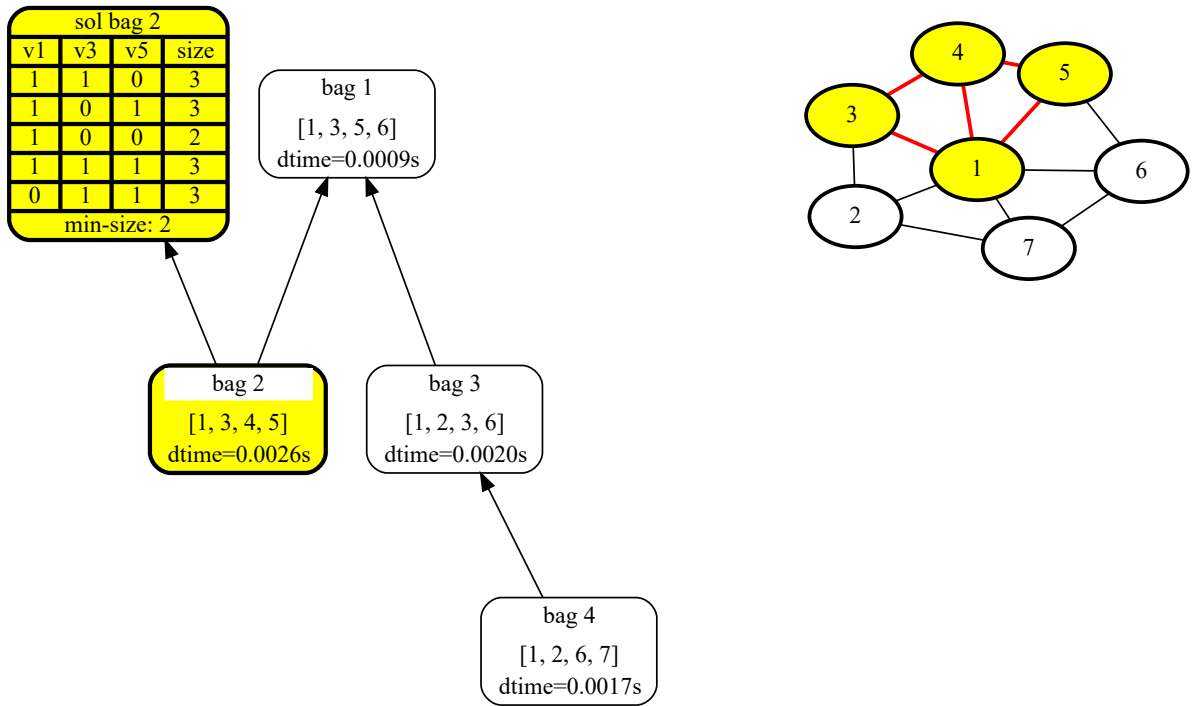 sol bag 2
v1 v3 v5 size
1 1 0 3
1 0 1 3
1 0 0 2
1 1 1 3
0 1 1 3
min-size: 2
bag 1
[1, 3, 5, 6]
dtime=0.0009s
bag 2
[1, 3, 4, 5]
dtime=0.0026s
bag 3
[1, 2, 3, 6]
dtime=0.0020s
bag 4
[1, 2, 6, 7]
dtime=0.0017s
4
5
3
1
6
2
7